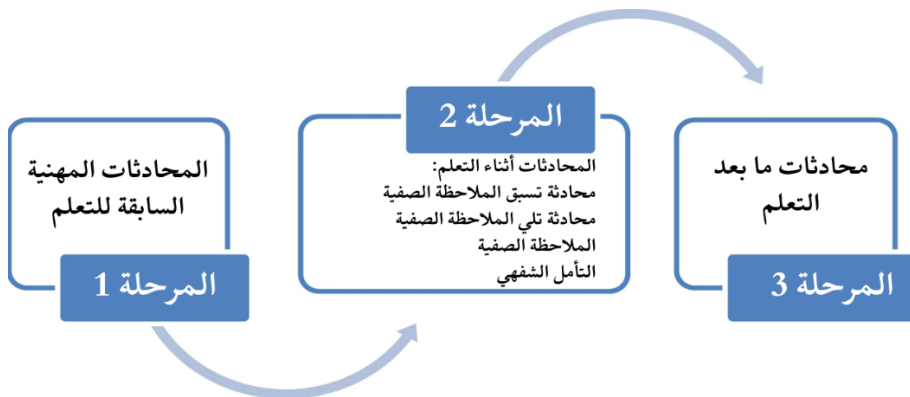 المحادثات المهنية
السابقة للتعلم
المرحلة 1
المرحلة 2
المحادثات أثناء التعلم:
محادثة تسبق الملاحظة الصفية
محادثة تلي الملاحظة الصفية
الملاحظة الصفية
التأمل الشفهي
محادثات ما بعد
التعلم
المرحلة 3